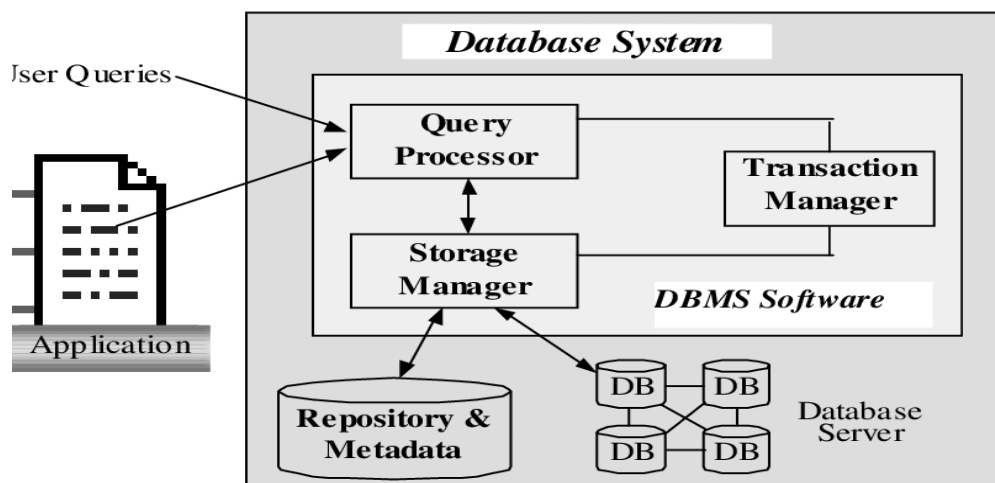 Database System
User Queries
Query
Processor
Transaction
Manager
Storage
Manager
DBMS Software
Application
DB
DB
Repository &
Metadata
Database
Server
DB
DB